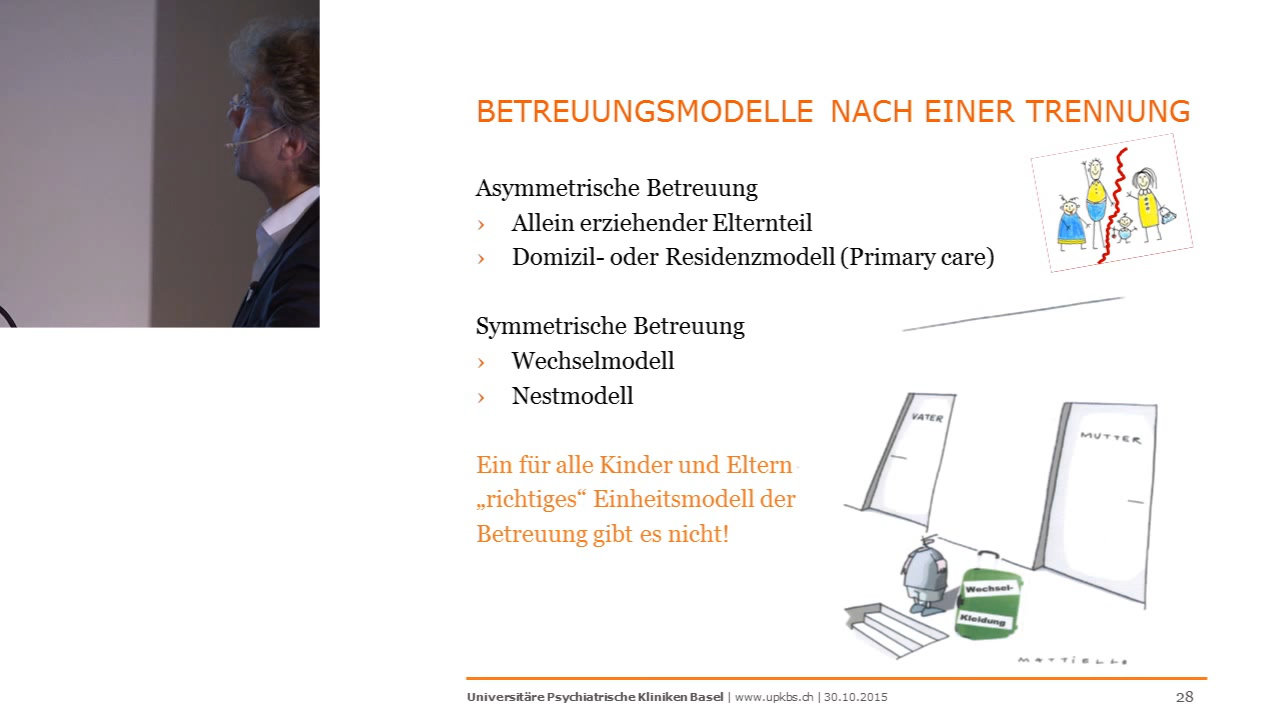 BETREUUNGSMODELLE NACH EINER TRENNUNG
Asymmetrische Betreuung
› Allein erziehender Elternteil
› Domizil- oder Residenzmodell (Primary care)
Symmetrische Betreuung
› Wechselmodell
› Nestmodell
Ein für alle Kinder und Eltern
„richtiges“ Einheitsmodell der
Betreuung gibt es nicht!
VATER
MUTTER
Wechsel-
Kleidung
MATTIELLO
Universitäre Psychiatrische Kliniken Basel | www.upkbs.ch | 30.10.2015
28